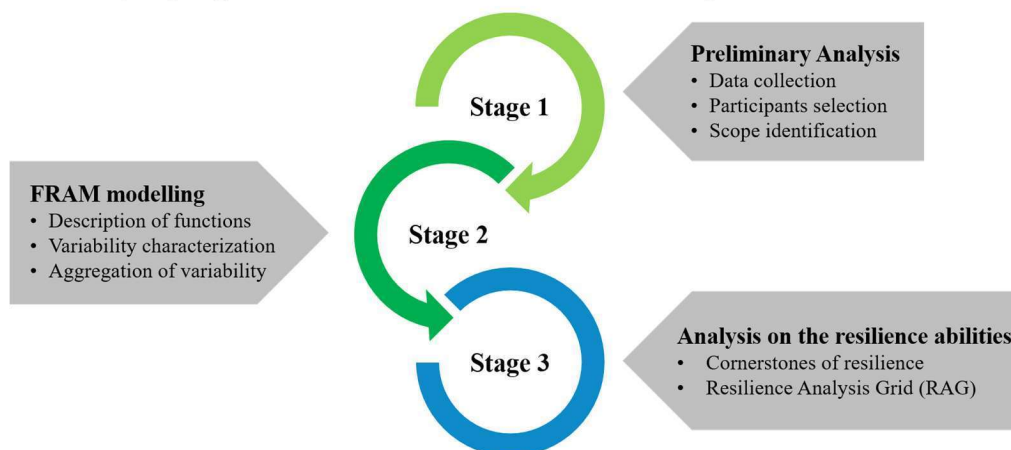 Stage 1
Preliminary Analysis
• Data collection
• Participants selection
• Scope identification
FRAM modelling
• Description of functions
• Variability characterization
• Aggregation of variability
Stage 2
Stage 3
Analysis on the resilience abilities
• Cornerstones of resilience
• Resilience Analysis Grid (RAG)